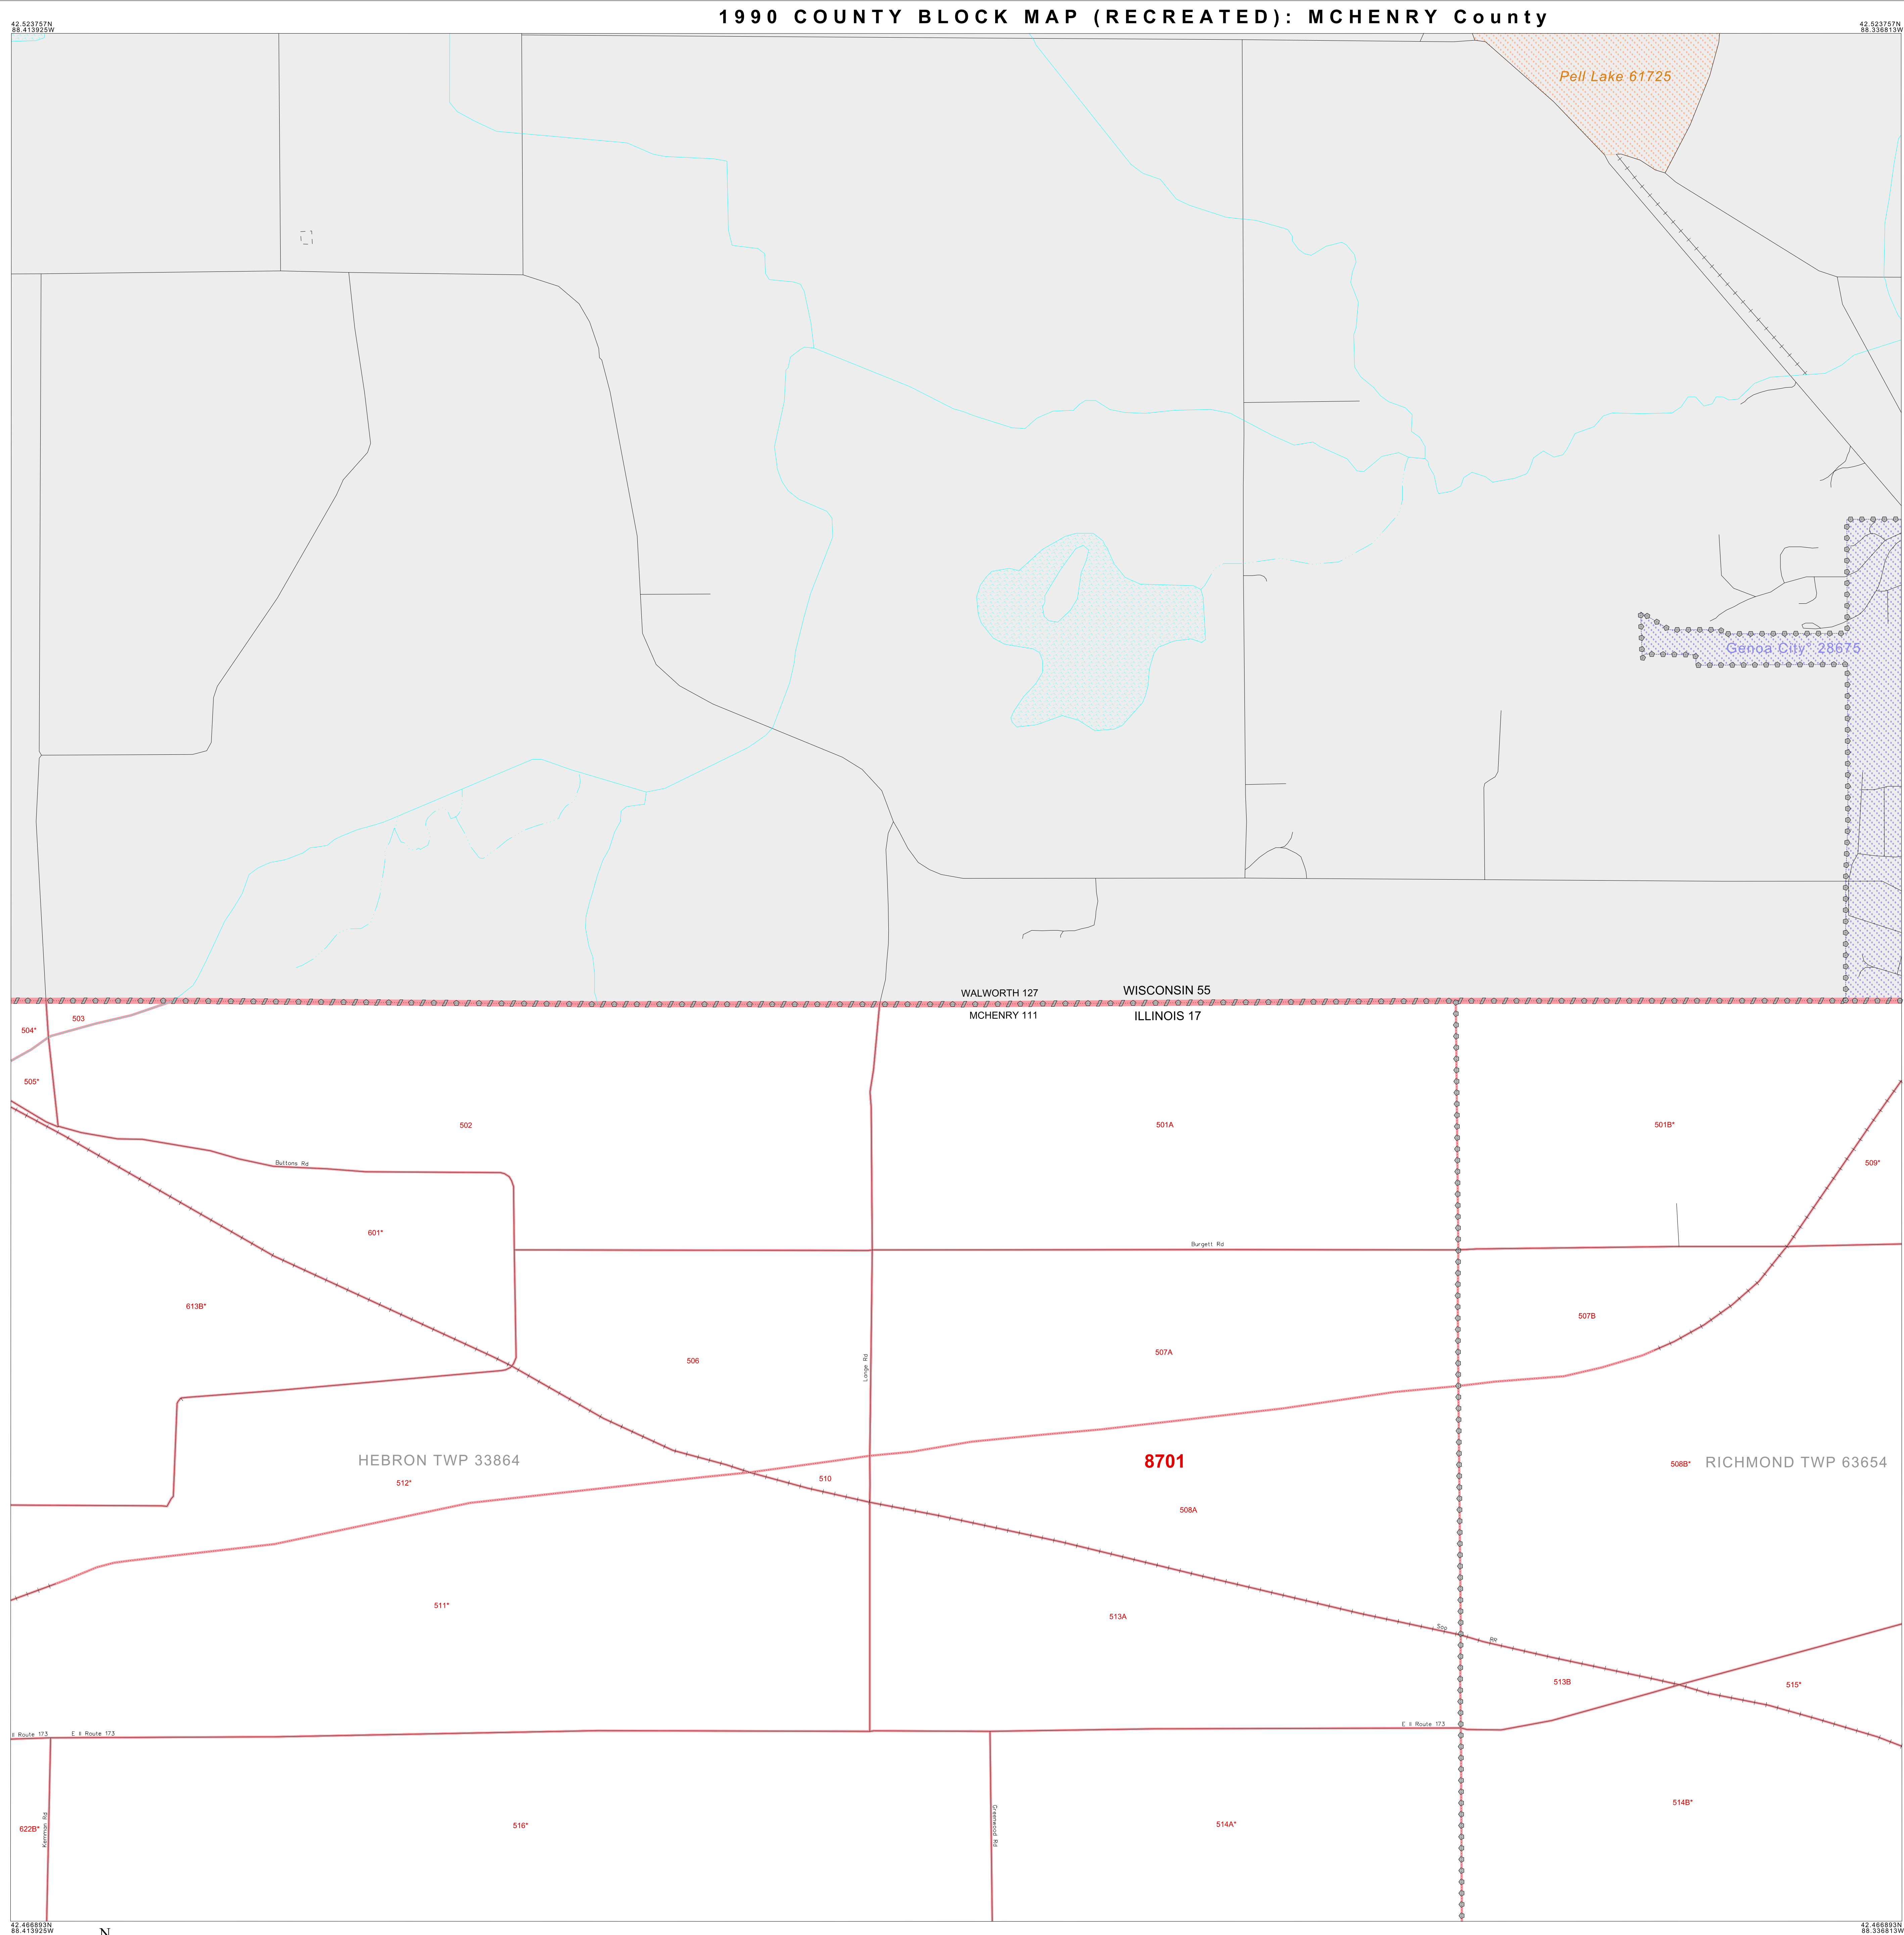 1990 COUNTY BLOCK MAP (RECREATED): MCHENRY County
42.523757N
88.413925W
42.523757N
88.336813W
Pell Lake 61725
Genoa City* 28675
WALWORTH 127
WISCONSIN 55
MCHENRY 111
ILLINOIS 17
503
504*
505*
502
501A
501B*
509*
Buttons Rd
601*
Burgett Rd
613B*
507B
506
Lange Rd
507A
HEBRON TWP 33864
8701
RICHMOND TWP 63654
508B*
510
512*
508A
511*
513A
Soo
RR
513B
515*
Il Route 173
E Il Route 173
E Il Route 173
514B*
Kemman Rd
622B*
516*
Greenwood Rd
514A*
42.466893N
88.413925W
N
42.466893N
88.336813W